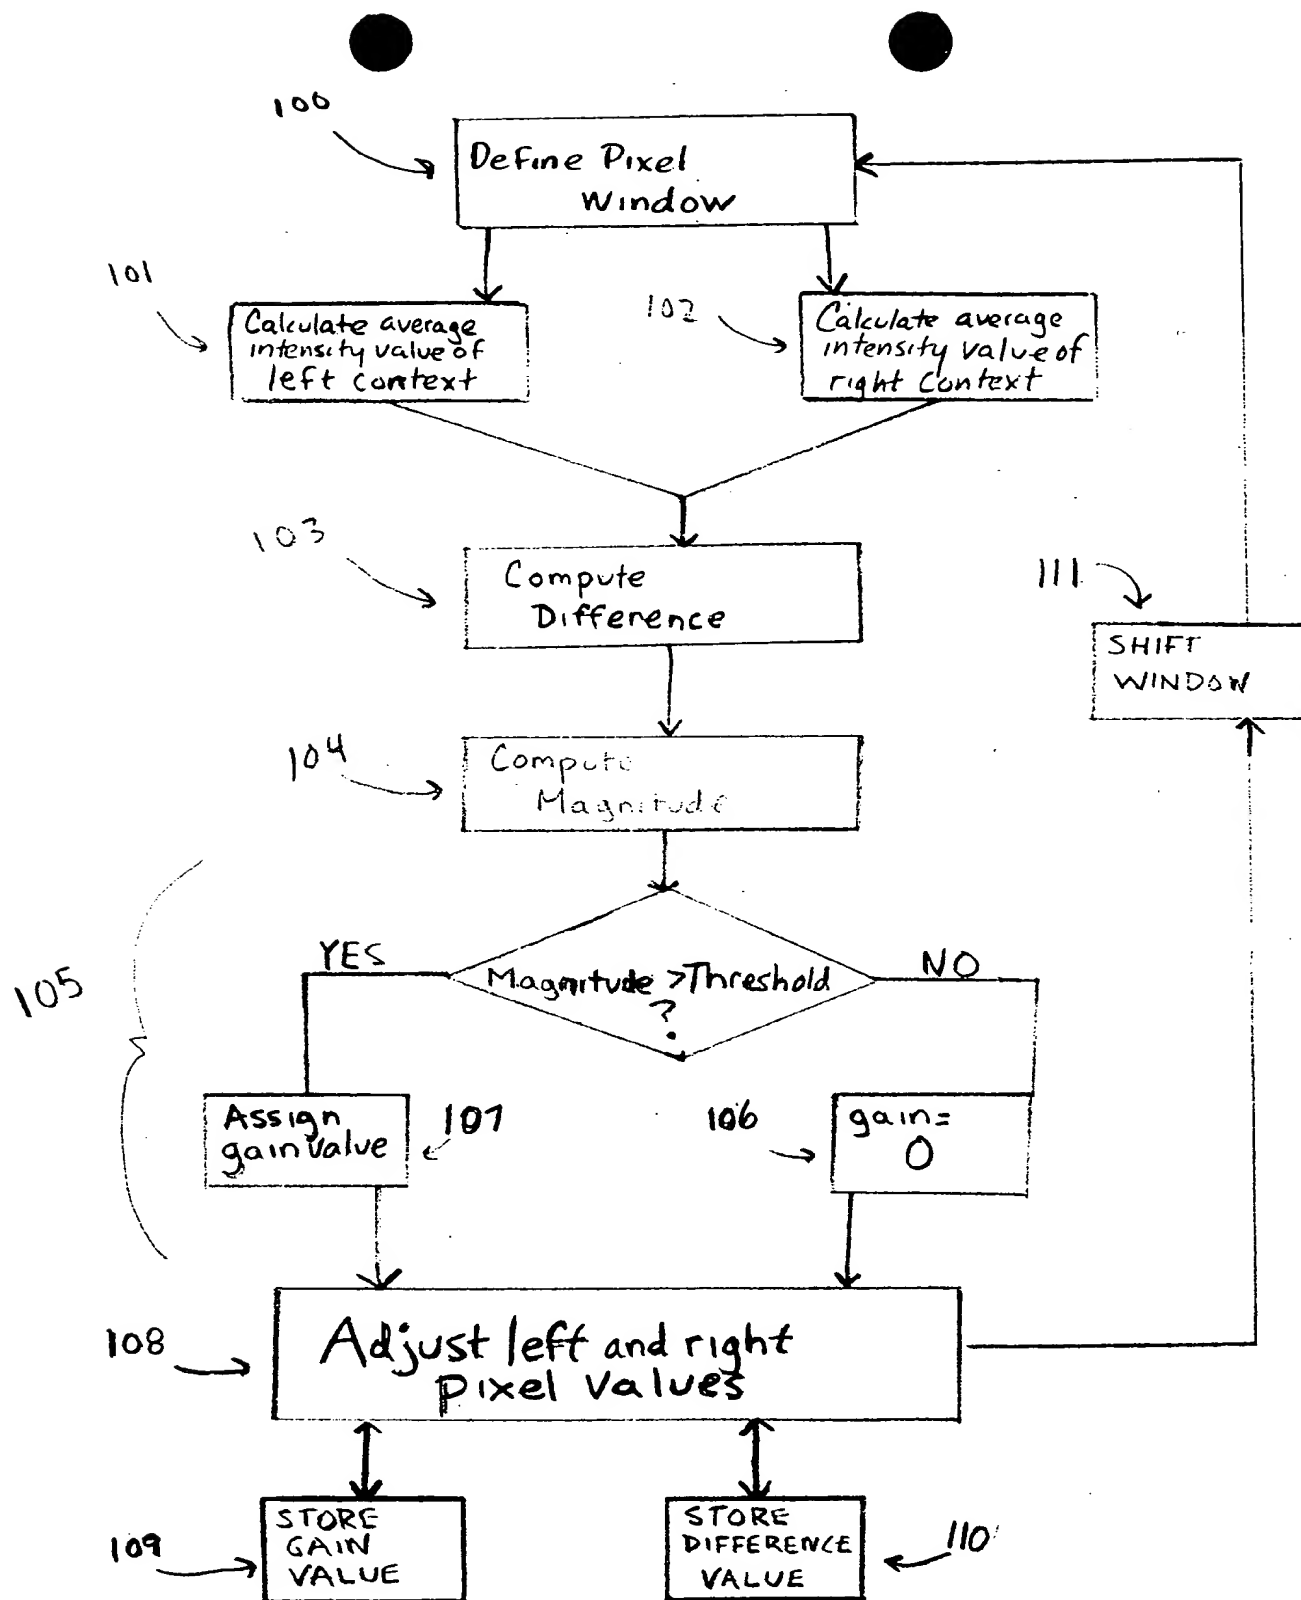 100
Define Pixel
Window
101
Calculate average
intensity value of
left context
102
Calculate average
intensity value of
right context
103
Compute
Difference
111
SHIFT
WINDOW
104
Compute
Magnitude
105
YES
Magnitude >Threshold
?
NO
Assign
gain value
107
106
gain=
0
108
Adjust left and right
pixel values
109
STORE
GAIN
VALUE
STORE
DIFFERENCE
VALUE
110